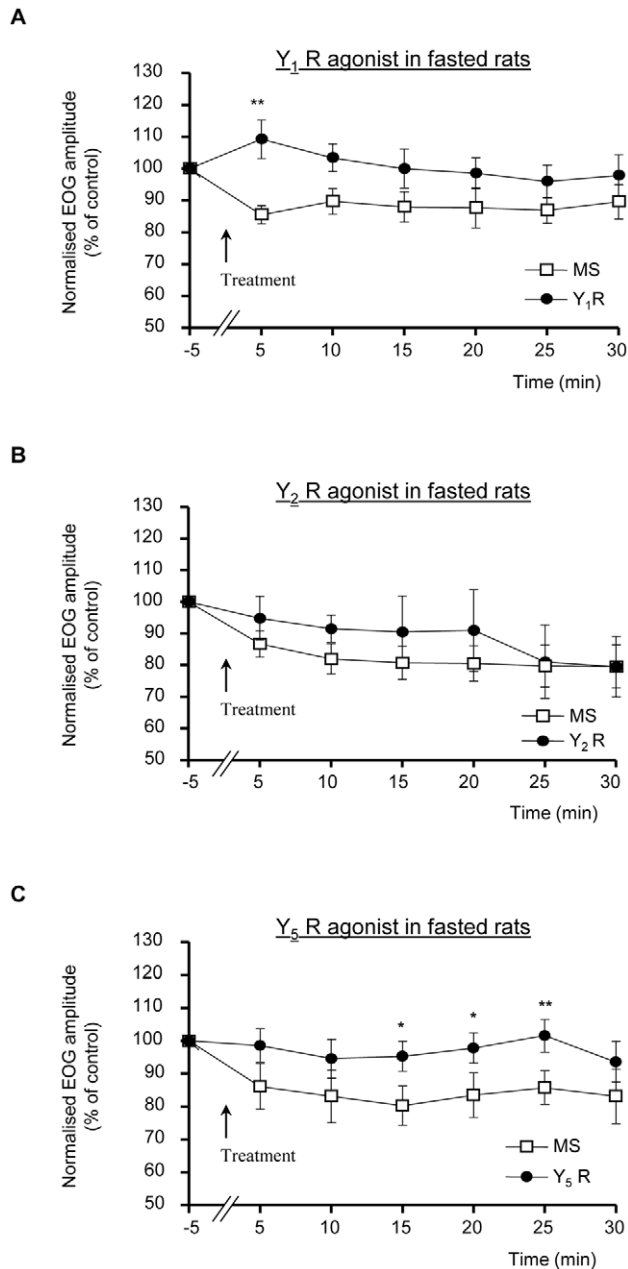 A
Y1 R agonist in fasted rats
Normalised EOG amplitude
(% of control)
130
120
110
100
90
80
70
60
50
**
Treatment
MS
Y1R
-5 5 10 15 20 25 30
Time (min)
B
Y2 R agonist in fasted rats
Normalised EOG amplitude
(% of control)
130
120
110
100
90
80
70
60
50
Treatment
MS
Y2 R
-5 5 10 15 20 25 30
Time (min)
C
Y5 R agonist in fasted rats
Normalised EOG amplitude
(% of control)
130
120
110
100
90
80
70
60
50
* * **
Treatment
MS
Y5 R
-5 5 10 15 20 25 30
Time (min)